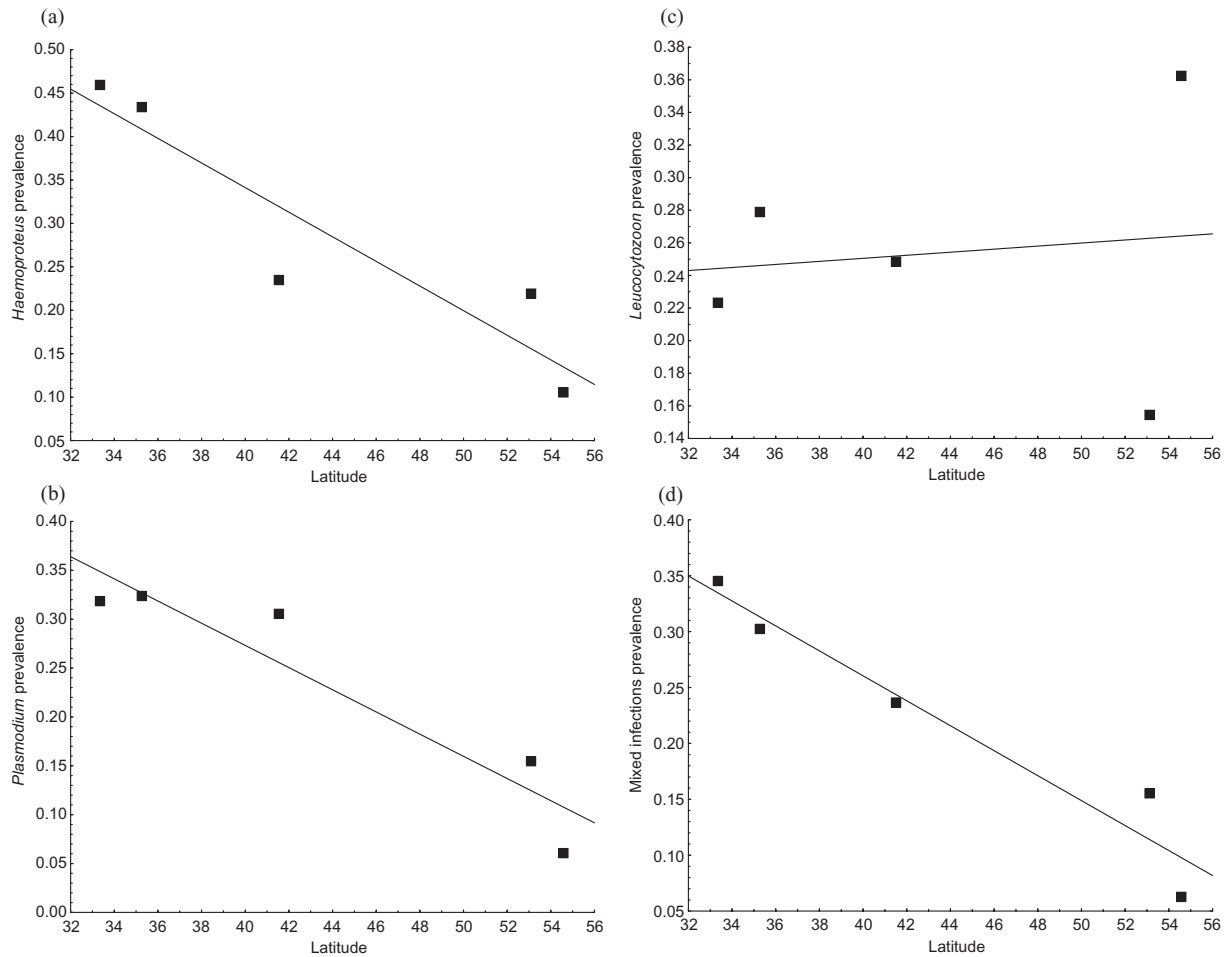 (a)
0.50
0.45
0.40
0.35
0.30
0.25
0.20
0.15
0.10
0.05
Haemoproteus prevalence
32 34 36 38 40 42 44 46 48 50 52 54 56
Latitude
(b)
0.40
0.35
0.30
0.25
0.20
0.15
0.10
0.05
0.00
Plasmodium prevalence
32 34 36 38 40 42 44 46 48 50 52 54 56
Latitude
(c)
0.38
0.36
0.34
0.32
0.30
0.28
0.26
0.24
0.22
0.20
0.18
0.16
0.14
Leucocytozoon prevalence
32 34 36 38 40 42 44 46 48 50 52 54 56
Latitude
(d)
0.40
0.35
0.30
0.25
0.20
0.15
0.10
0.05
Mixed infections prevalence
32 34 36 38 40 42 44 46 48 50 52 54 56
Latitude